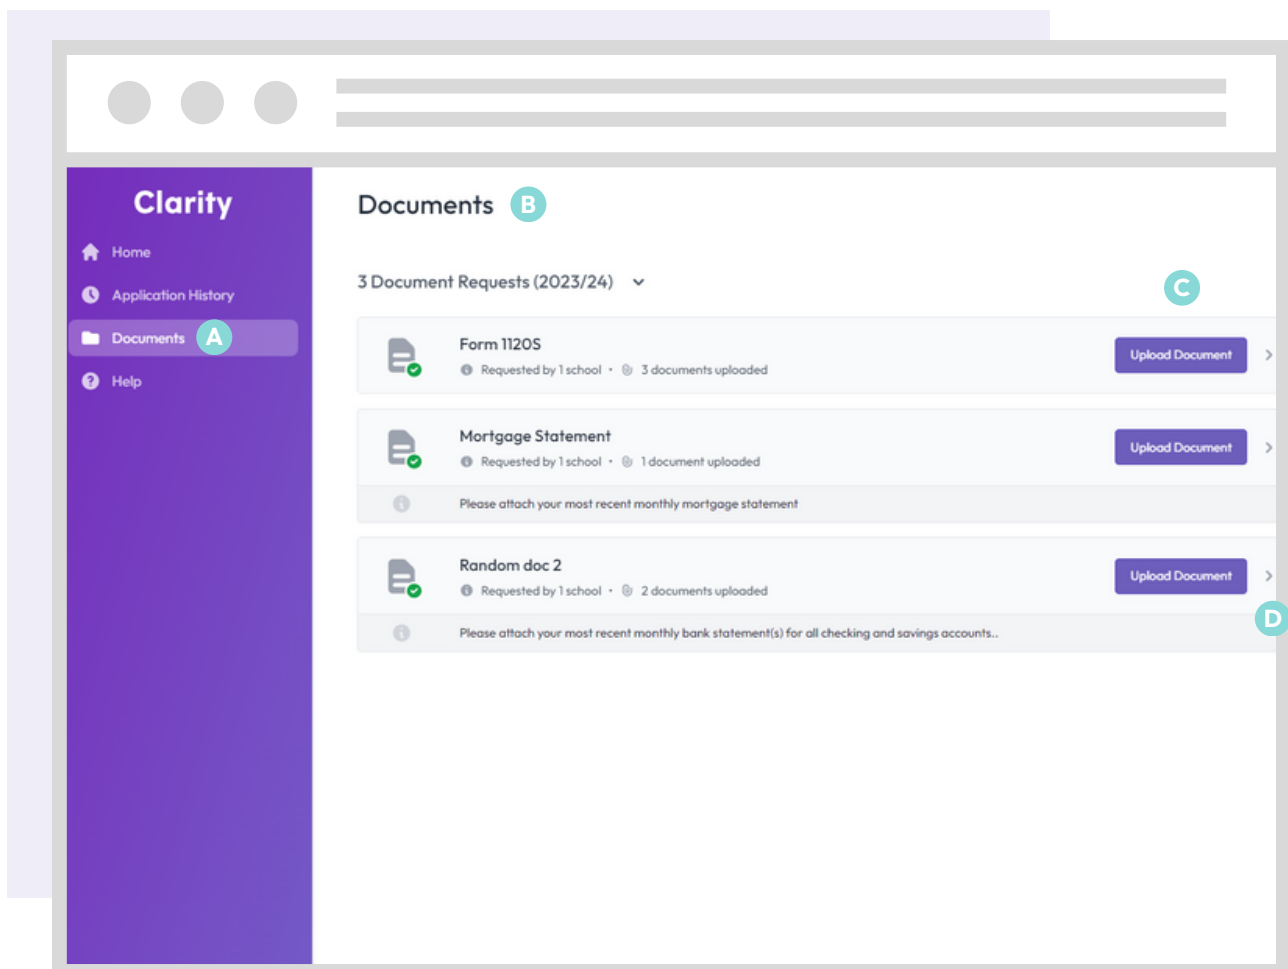 Clarity
Home
Application History
Documents A
Help
Documents B
3 Document Requests (2023/24)
C
Form 1120S
Requested by 1 school • 3 documents uploaded
Upload Document
Mortgage Statement
Requested by 1 school • 1 document uploaded
Upload Document
Please attach your most recent monthly mortgage statement
Random doc 2
Requested by 1 school • 2 documents uploaded
Upload Document
D
Please attach your most recent monthly bank statement(s) for all checking and savings accounts..